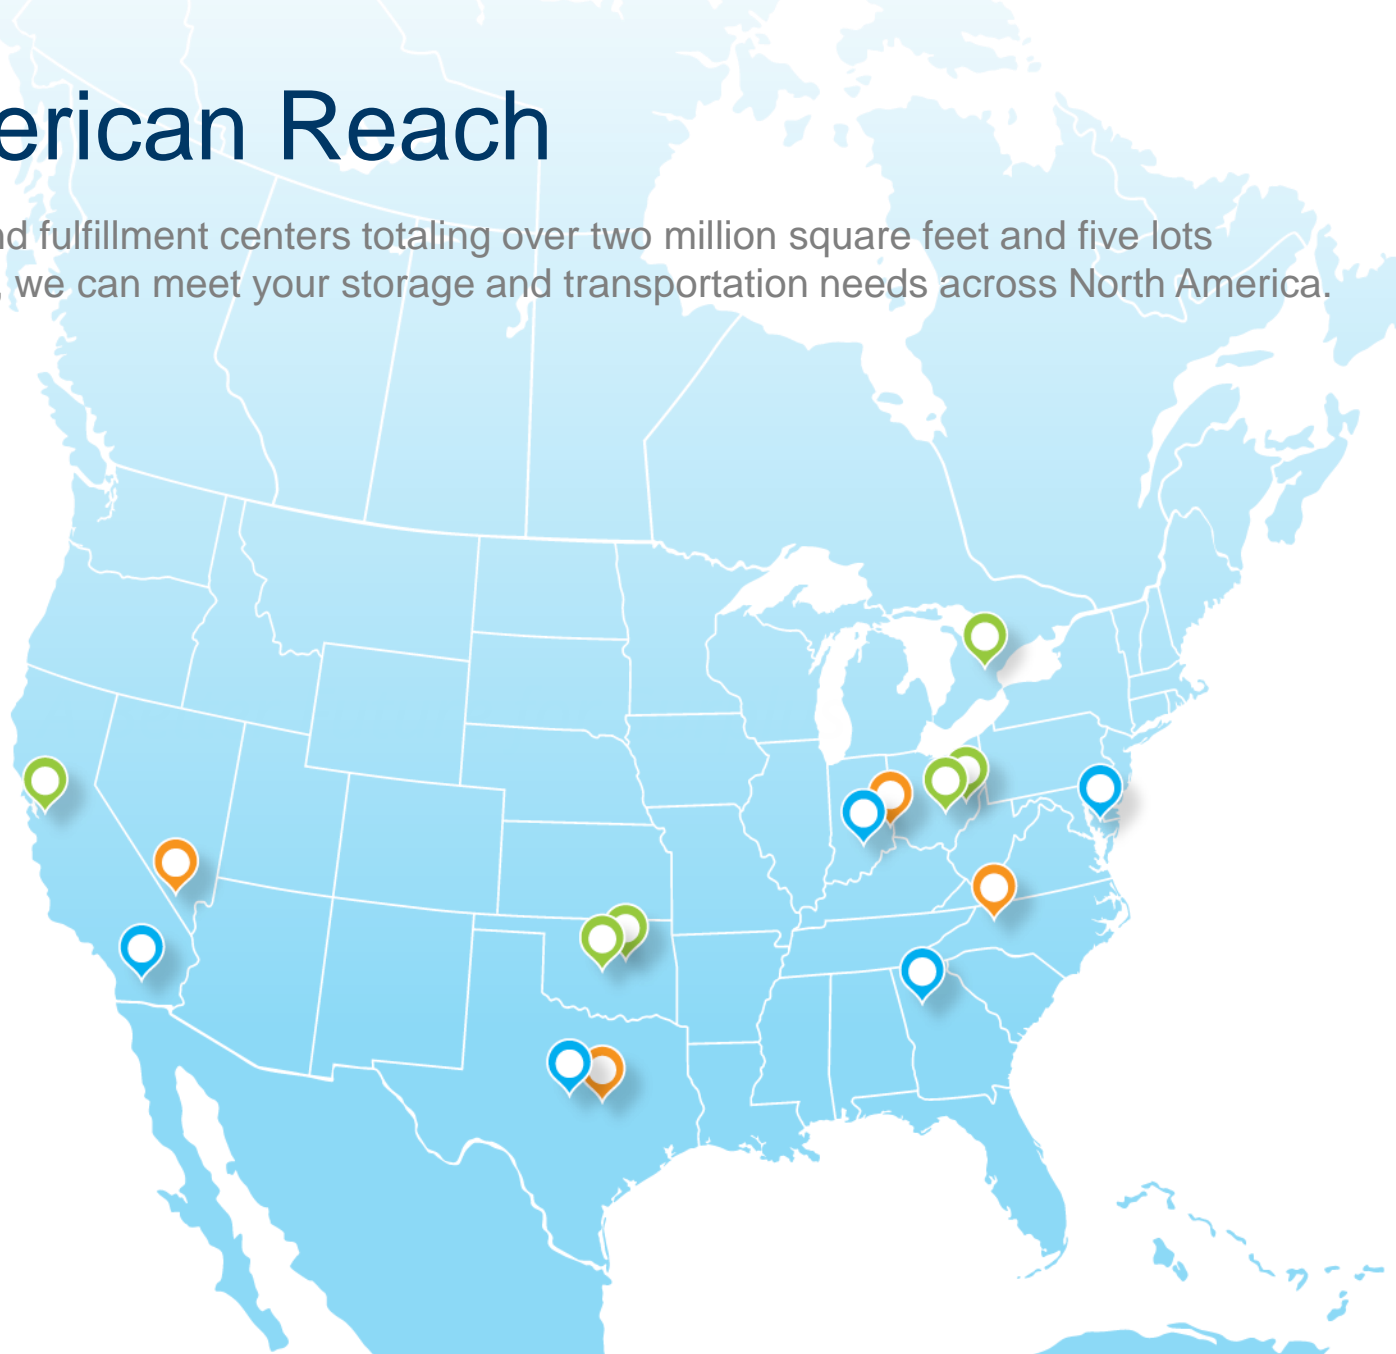 erican Reach
nd fulfillment centers totaling over two million square feet and five lots
, we can meet your storage and transportation needs across North America.